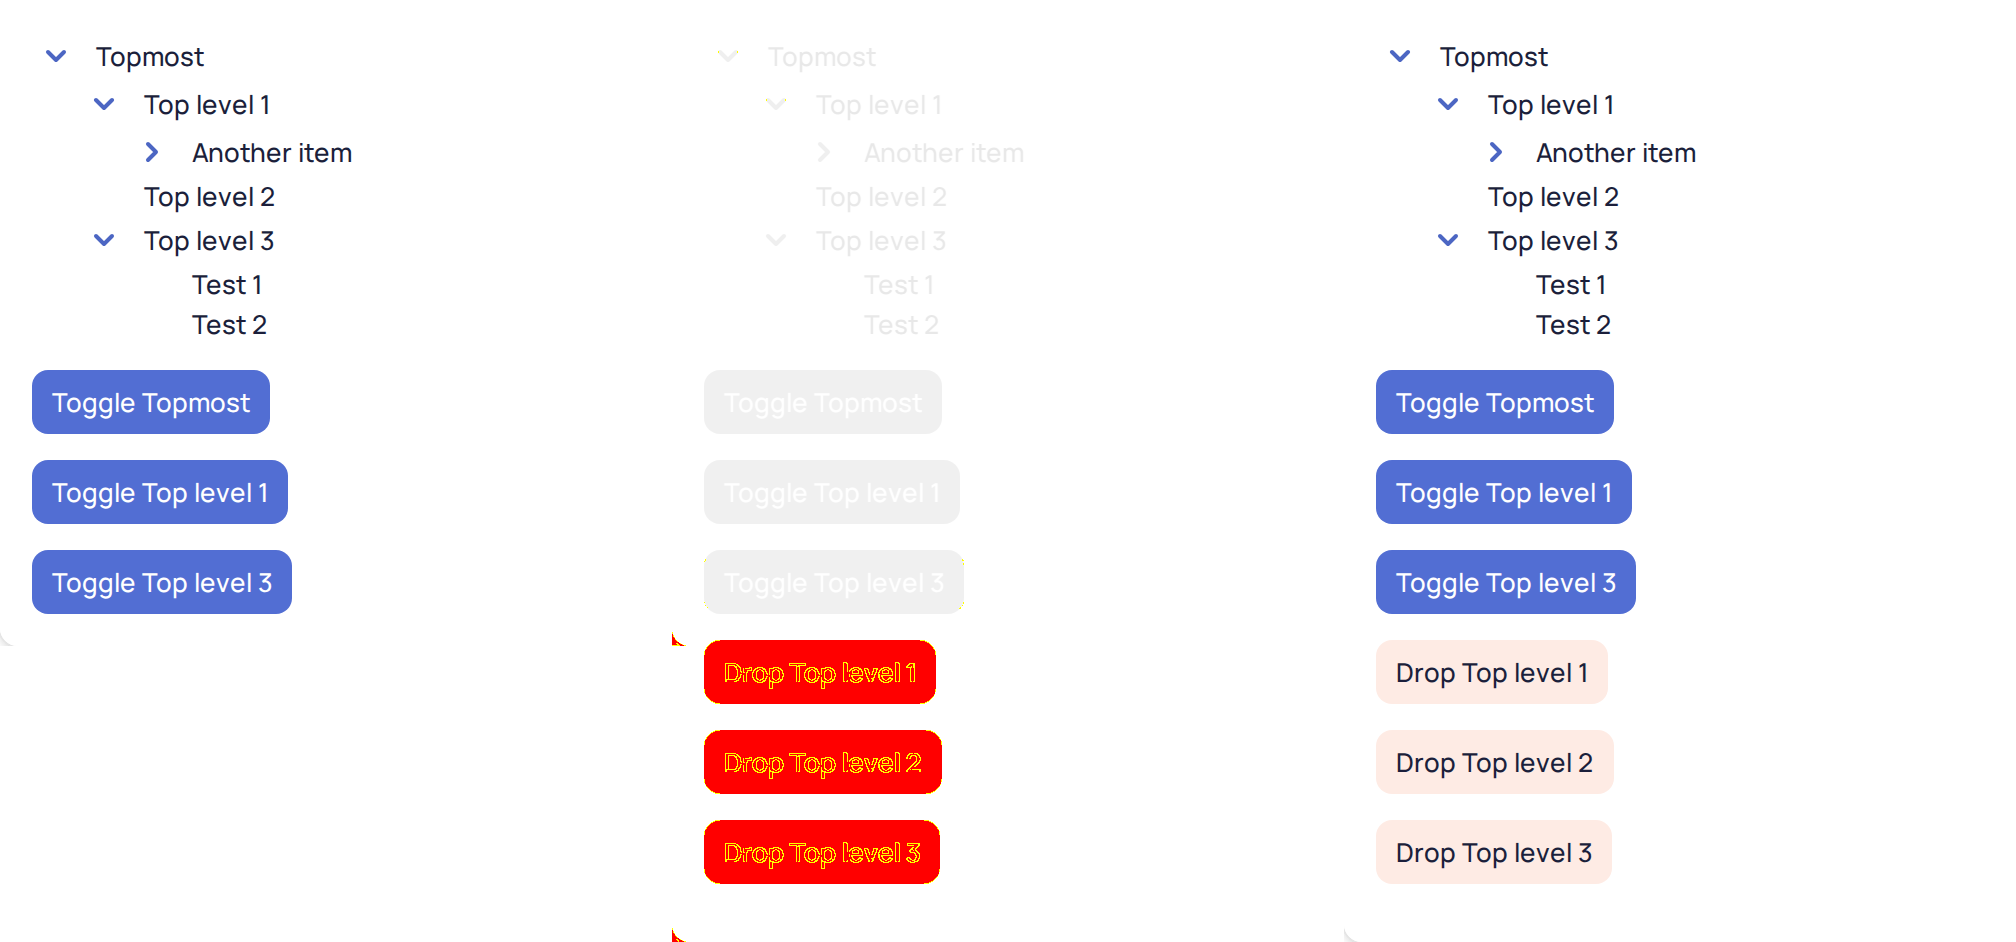 Topmost
Top level 1
Another item
Top level 2
Top level 3
Test 1
Test 2
Toggle Topmost
Toggle Top level 1
Toggle Top level 3
Topmost
Top level 1
Another item
Top level 2
Top level 3
Test 1
Test 2
Toggle Topmost
Toggle Top level 1
Toggle Top level 3
Drop Top level 1
Drop Top level 2
Drop Top level 3
Topmost
Top level 1
Another item
Top level 2
Top level 3
Test 1
Test 2
Toggle Topmost
Toggle Top level 1
Toggle Top level 3
Drop Top level 1
Drop Top level 2
Drop Top level 3